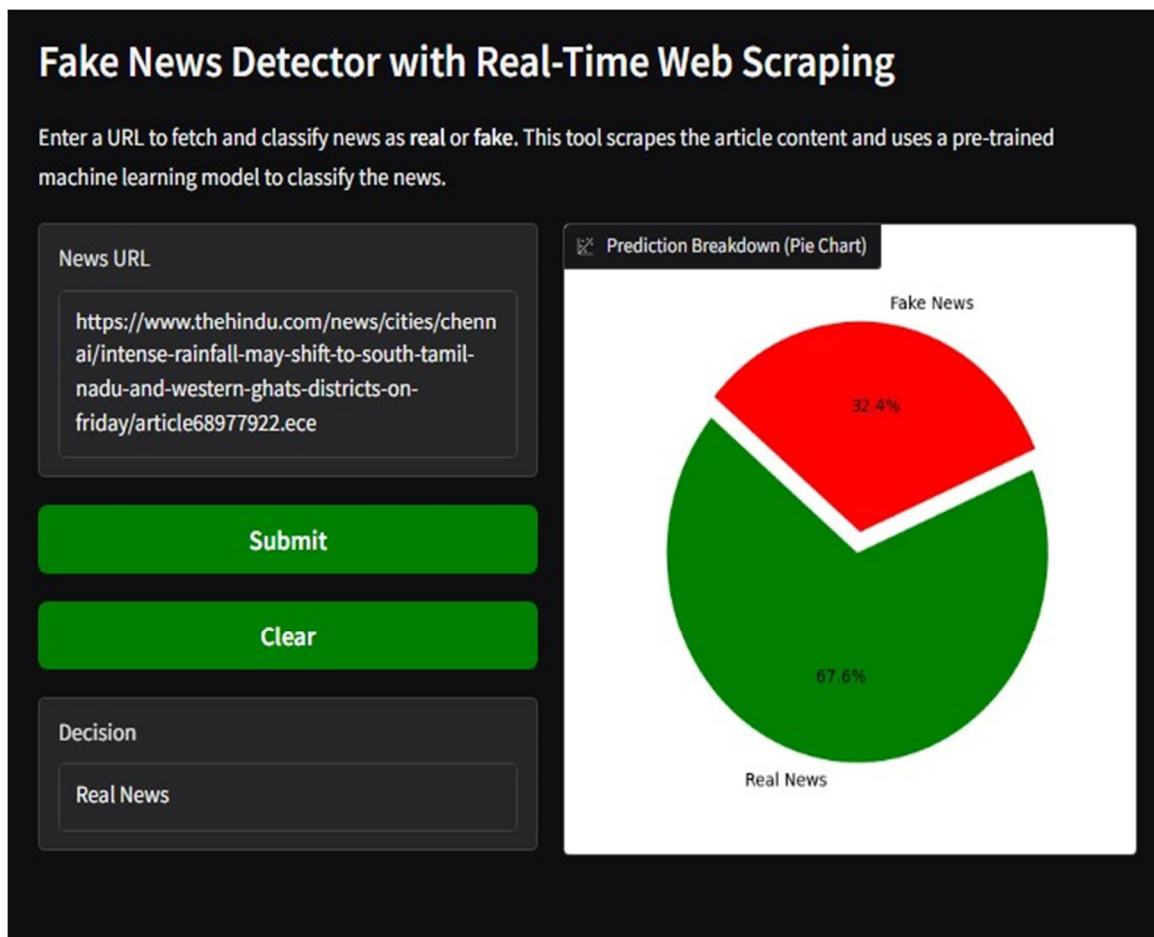 Fake News Detector with Real-Time Web Scraping
Enter a URL to fetch and classify news as real or fake. This tool scrapes the article content and uses a pre-trained
machine learning model to classify the news.
News URL
https://www.thehindu.com/news/cities/chenn
ai/intense-rainfall-may-shift-to-south-tamil-
nadu-and-western-ghats-districts-on-
friday/article68977922.ece
Submit
Clear
Decision
Real News
Prediction Breakdown (Pie Chart)
Fake News
32.4%
67.6%
Real News